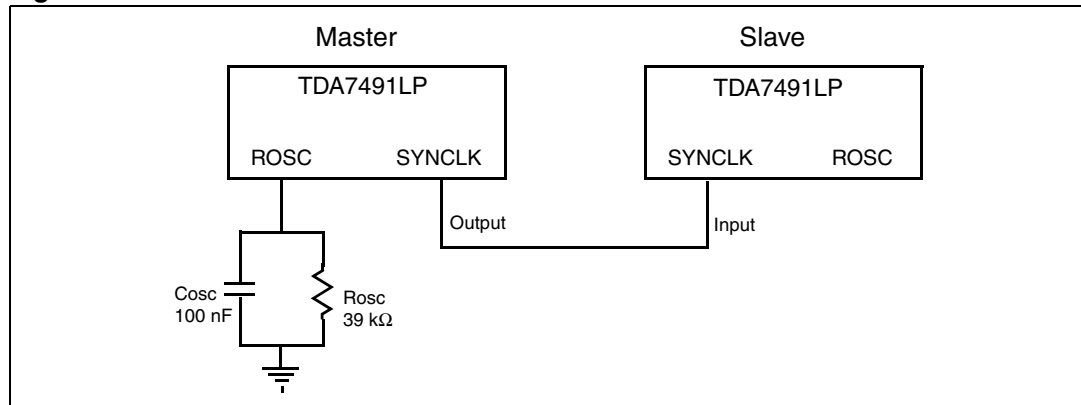 Master Slave
TDA7491LP TDA7491LP
ROSC SYNCLK SYNCLK ROSC
Output Input
Cosc
100 nF
Rosc
39 kΩ